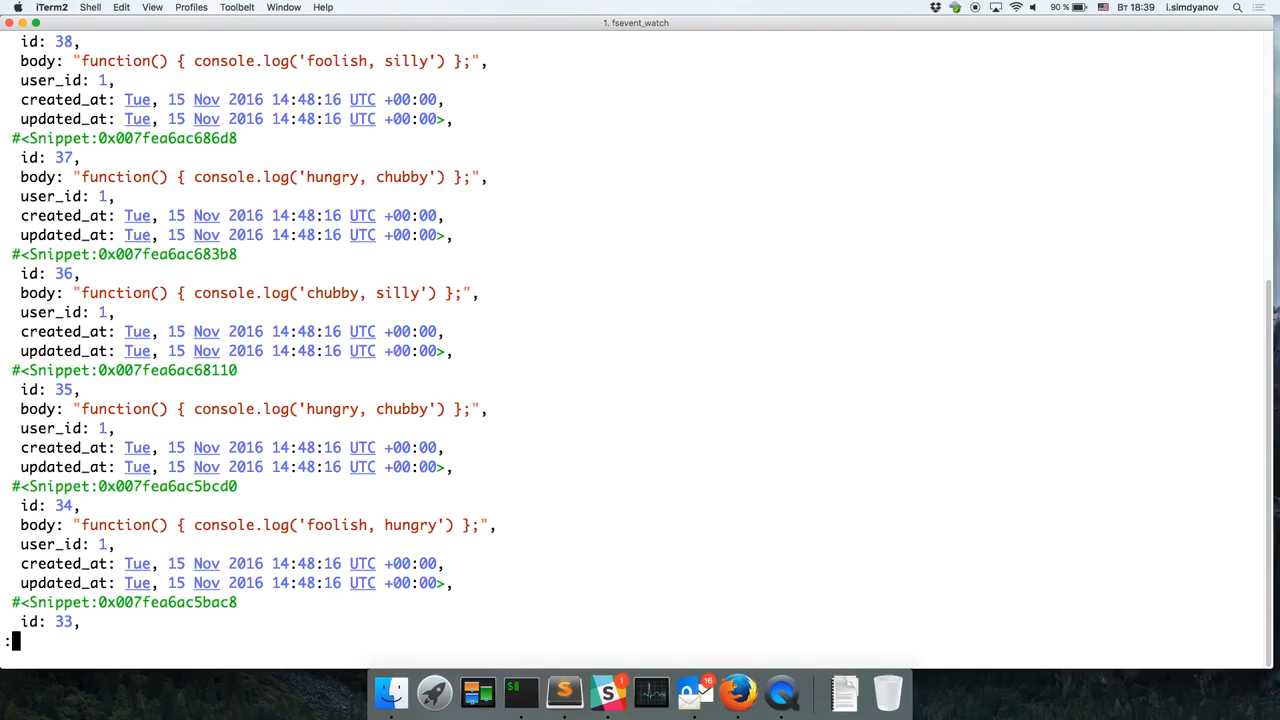 iTerm2 Shell Edit View Profiles Toolbelt Window Help 90 % Вт 18:39 i.simdyanov
1. fsevent_watch
id: 38,
body: "function() { console.log('foolish, silly') };",
user_id: 1,
created_at: Tue, 15 Nov 2016 14:48:16 UTC +00:00,
updated_at: Tue, 15 Nov 2016 14:48:16 UTC +00:00>,
#<Snippet:0x007fea6ac686d8
id: 37,
body: "function() { console.log('hungry, chubby') };",
user_id: 1,
created_at: Tue, 15 Nov 2016 14:48:16 UTC +00:00,
updated_at: Tue, 15 Nov 2016 14:48:16 UTC +00:00>,
#<Snippet:0x007fea6ac683b8
id: 36,
body: "function() { console.log('chubby, silly') };",
user_id: 1,
created_at: Tue, 15 Nov 2016 14:48:16 UTC +00:00,
updated_at: Tue, 15 Nov 2016 14:48:16 UTC +00:00>,
#<Snippet:0x007fea6ac68110
id: 35,
body: "function() { console.log('hungry, chubby') };",
user_id: 1,
created_at: Tue, 15 Nov 2016 14:48:16 UTC +00:00,
updated_at: Tue, 15 Nov 2016 14:48:16 UTC +00:00>,
#<Snippet:0x007fea6ac5bcd0
id: 34,
body: "function() { console.log('foolish, hungry') };",
user_id: 1,
created_at: Tue, 15 Nov 2016 14:48:16 UTC +00:00,
updated_at: Tue, 15 Nov 2016 14:48:16 UTC +00:00>,
#<Snippet:0x007fea6ac5bac8
id: 33,
:
1 16